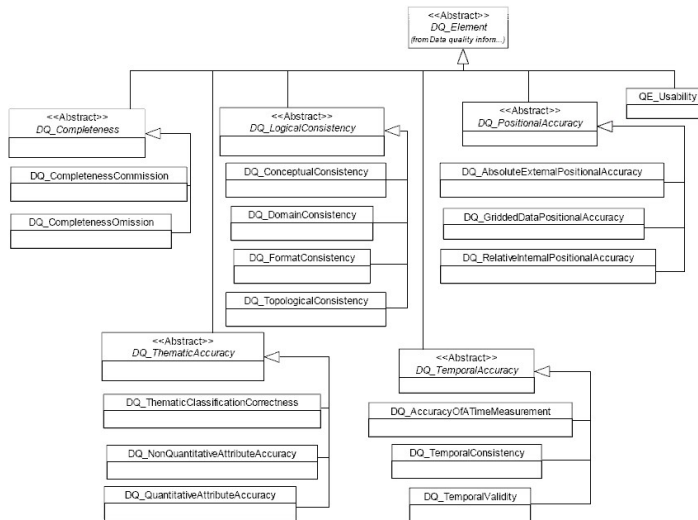 <<Abstract>>
DQ_Element
(from Data quality inform...)
QE_Usability
<<Abstract>>
DQ_Completeness
DQ_CompletenessCommission
DQ_CompletenessOmission
<<Abstract>>
DQ_LogicalConsistency
DQ_ConceptualConsistency
DQ_DomainConsistency
DQ_FormatConsistency
DQ_TopologicalConsistency
<<Abstract>>
DQ_PositionalAccuracy
DQ_AbsoluteExternalPositionalAccuracy
DQ_GriddedDataPositionalAccuracy
DQ_RelativeInternalPositionalAccuracy
<<Abstract>>
DQ_ThematicAccuracy
DQ_ThematicClassificationCorrectness
DQ_NonQuantitativeAttributeAccuracy
DQ_QuantitativeAttributeAccuracy
<<Abstract>>
DQ_TemporalAccuracy
DQ_AccuracyOfATimeMeasurement
DQ_TemporalConsistency
DQ_TemporalValidity